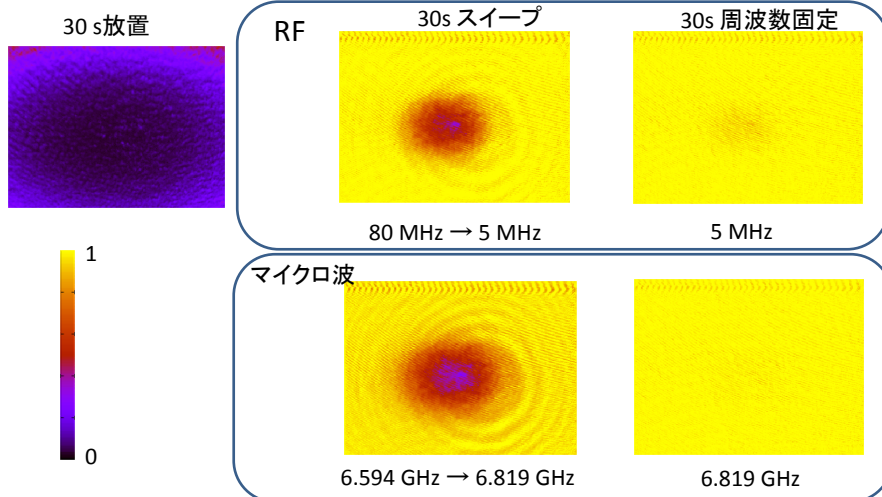 30 s放置
RF
30s スイープ
30s 周波数固定
80 MHz → 5 MHz
5 MHz
1
0
マイクロ波
6.594 GHz → 6.819 GHz
6.819 GHz